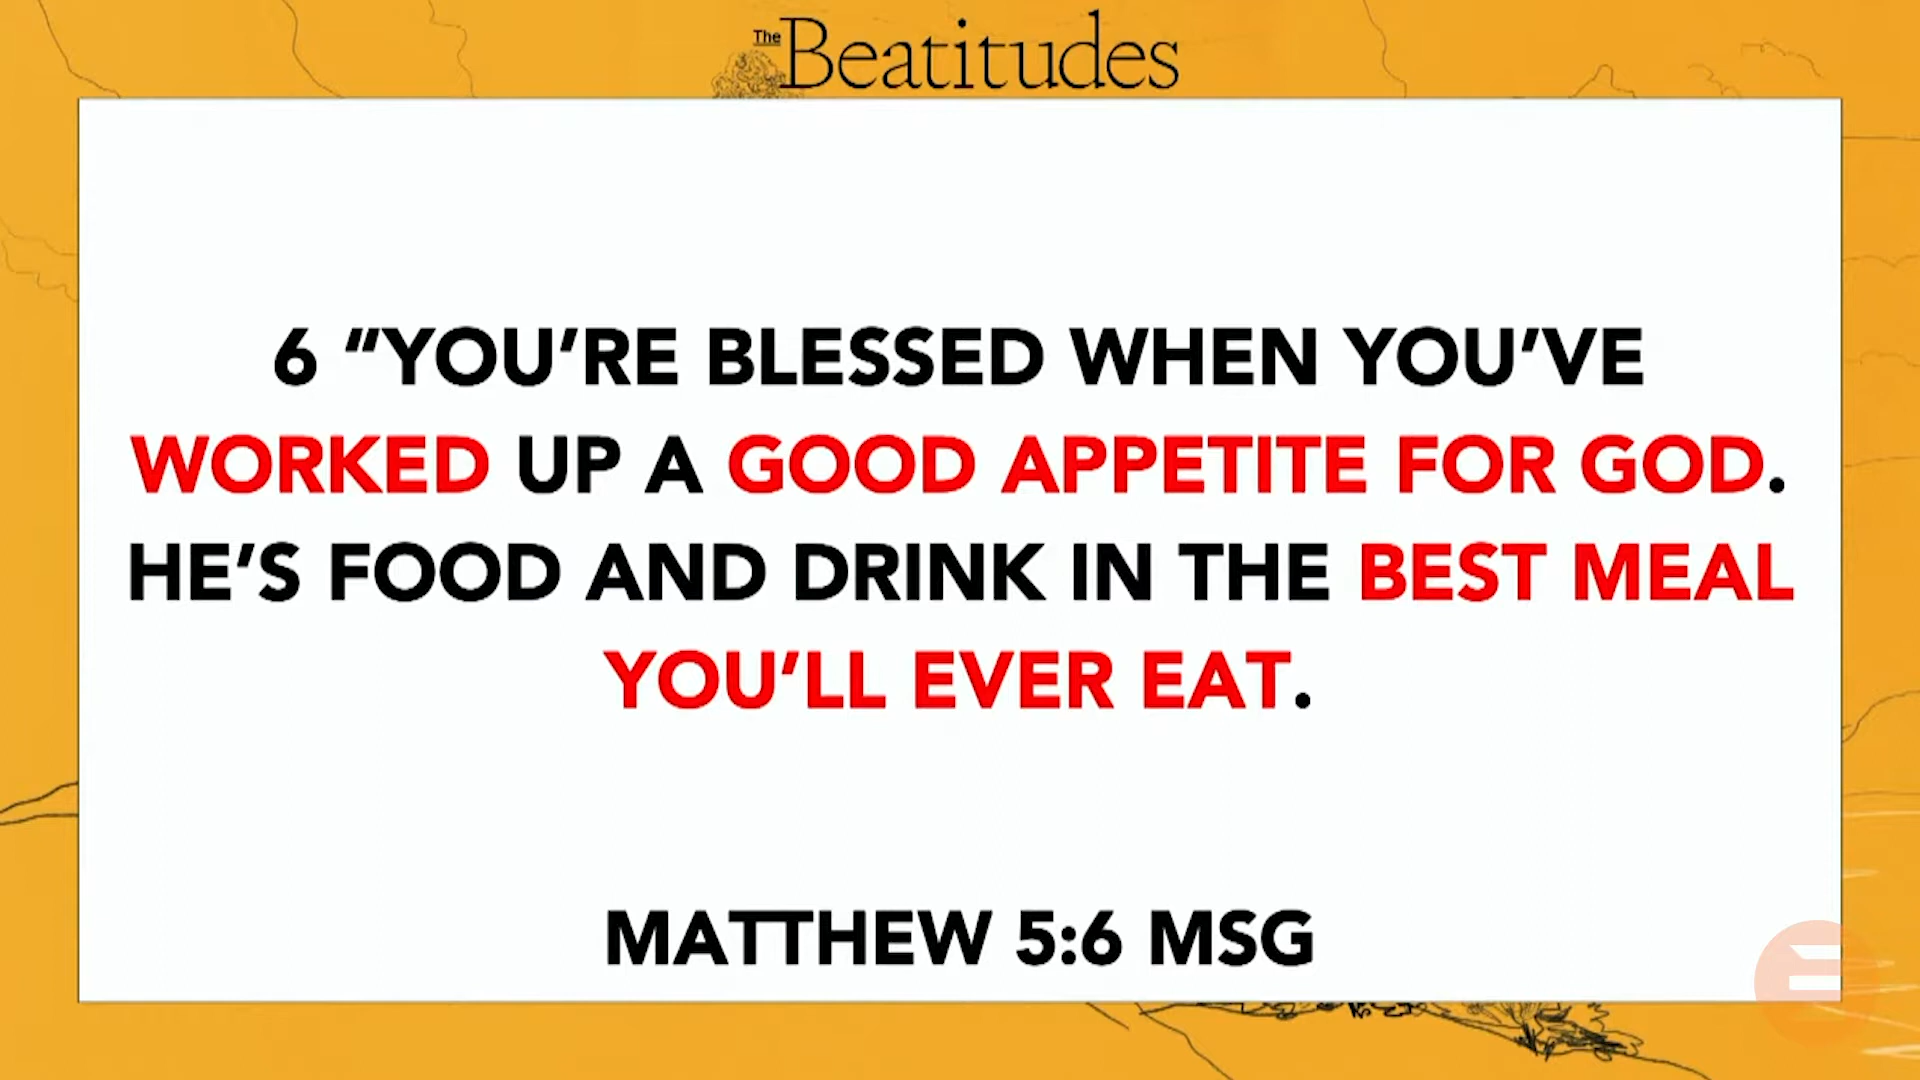 The Beatitudes
6 “YOU’RE BLESSED WHEN YOU’VE
WORKED UP A GOOD APPETITE FOR GOD.
HE’S FOOD AND DRINK IN THE BEST MEAL
YOU’LL EVER EAT.
MATTHEW 5:6 MSG